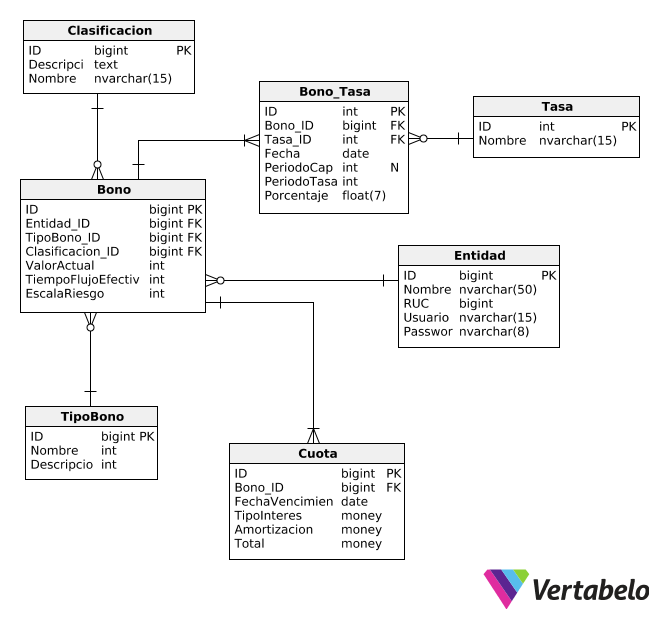 Clasificacion
ID bigint PK
Descripci text
Nombre nvarchar(15)
Bono_Tasa
ID int PK
Bono_ID bigint FK
Tasa_ID int FK
Fecha date
PeriodoCap int N
PeriodoTasa int
Porcentaje float(7)
Tasa
ID int PK
Nombre nvarchar(15)
Bono
ID bigint PK
Entidad_ID bigint FK
TipoBono_ID bigint FK
Clasificacion_ID bigint FK
ValorActual int
TiempoFlujoEfectiv int
EscalaRiesgo int
Entidad
ID bigint PK
Nombre nvarchar(50)
RUC bigint
Usuario nvarchar(15)
Passwor nvarchar(8)
TipoBono
ID bigint PK
Nombre int
Descripcio int
Cuota
ID bigint PK
Bono_ID bigint FK
FechaVencimien date
TipoInteres money
Amortizacion money
Total money
Vertabelo